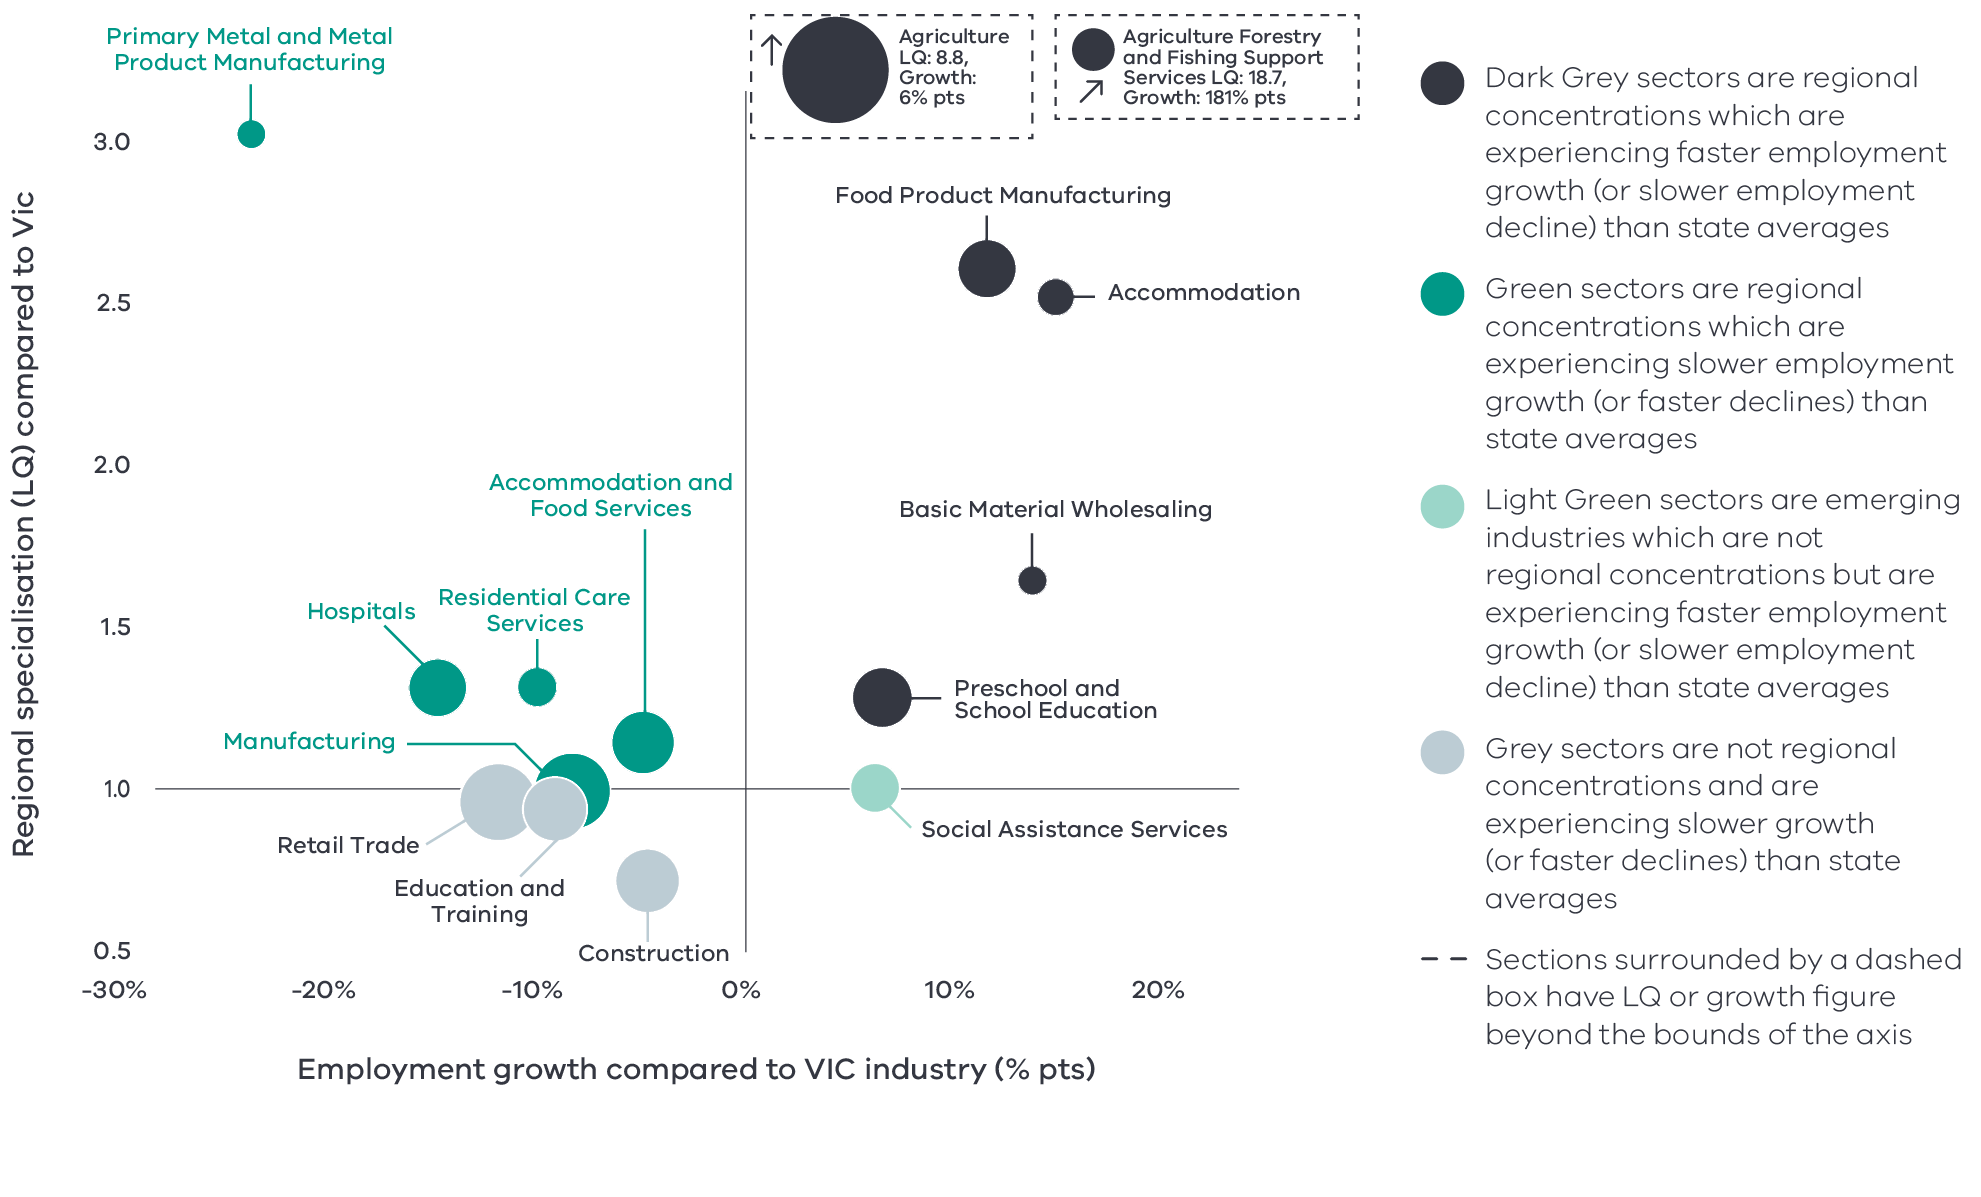 Primary Metal and Metal
Product Manufacturing
Agriculture
LQ: 8.8,
Growth:
6% pts
Agriculture Forestry
and Fishing Support
Services LQ: 18.7,
Growth: 181% pts
Food Product Manufacturing
Accommodation
Accommodation and
Food Services
Basic Material Wholesaling
Hospitals
Residential Care
Services
Preschool and
School Education
Manufacturing
Social Assistance Services
Retail Trade
Education and
Training
Construction
Regional specialisation (LQ) compared to Vic
3.0
2.5
2.0
1.5
1.0
0.5
-30%
-20%
-10%
0%
10%
20%
Employment growth compared to VIC industry (% pts)
Dark Grey sectors are regional
concentrations which are
experiencing faster employment
growth (or slower employment
decline) than state averages
Green sectors are regional
concentrations which are
experiencing slower employment
growth (or faster declines) than
state averages
Light Green sectors are emerging
industries which are not
regional concentrations but are
experiencing faster employment
growth (or slower employment
decline) than state averages
Grey sectors are not regional
concentrations and are
experiencing slower growth
(or faster declines) than state
averages
Sections surrounded by a dashed
box have LQ or growth figure
beyond the bounds of the axis